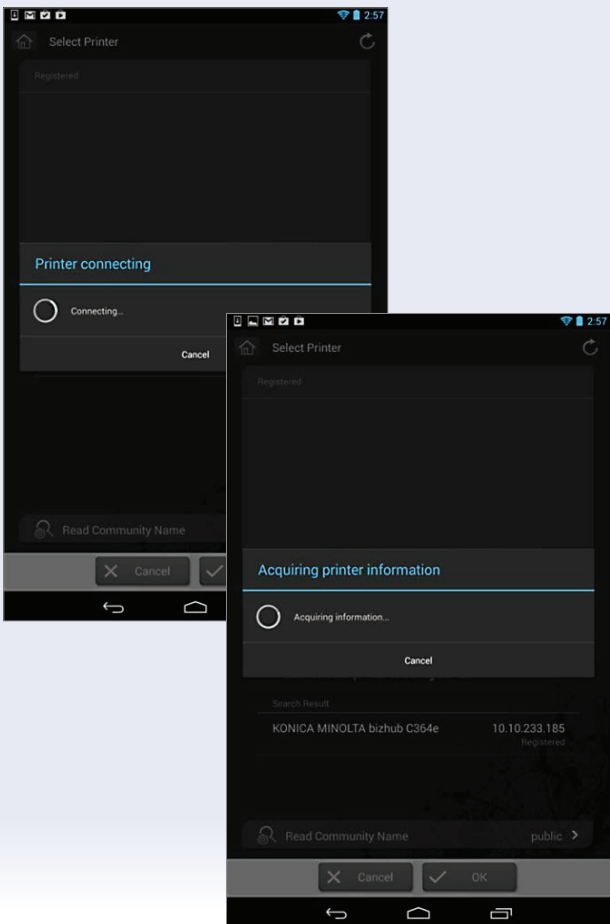 2:57
Select Printer
Registered
Printer connecting
Connecting...
Cancel
Read Community Name
Cancel
2:57
Select Printer
Registered
Acquiring printer information
Acquiring information...
Cancel
Search Result
KONICA MINOLTA bizhub C364e 10.10.233.185
Registered
Read Community Name public
Cancel OK